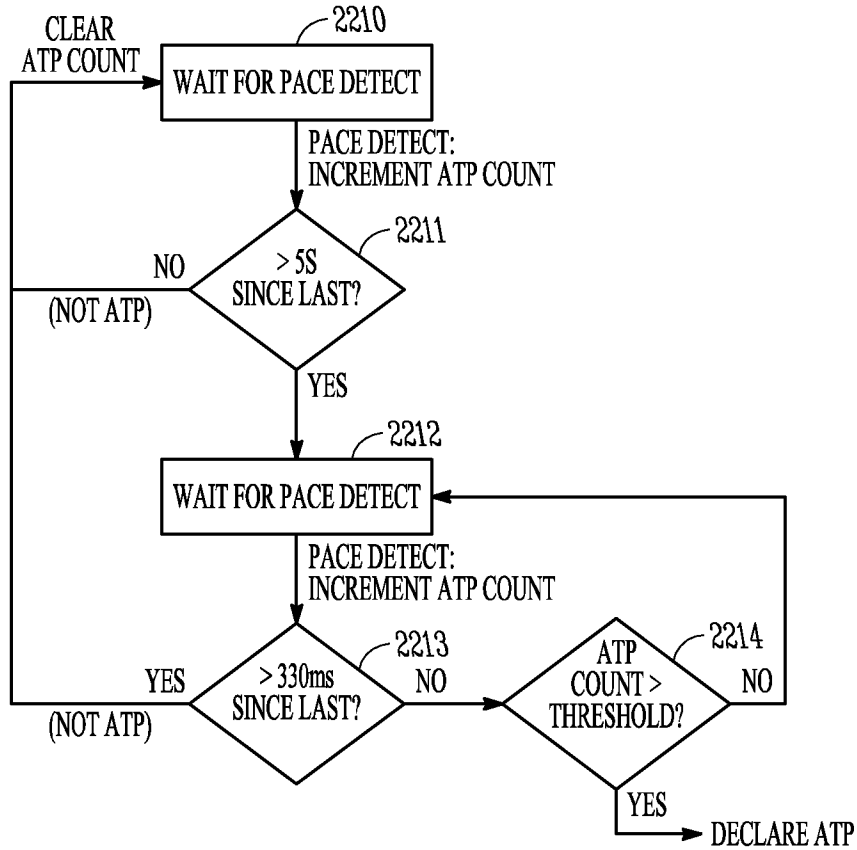 2210
CLEAR
ATP COUNT
WAIT FOR PACE DETECT
PACE DETECT:
INCREMENT ATP COUNT
2211
> 5S
SINCE LAST?
NO
(NOT ATP)
YES
2212
WAIT FOR PACE DETECT
PACE DETECT:
INCREMENT ATP COUNT
2213
> 330ms
SINCE LAST?
YES
(NOT ATP)
NO
2214
ATP
COUNT >
THRESHOLD?
NO
YES
DECLARE ATP